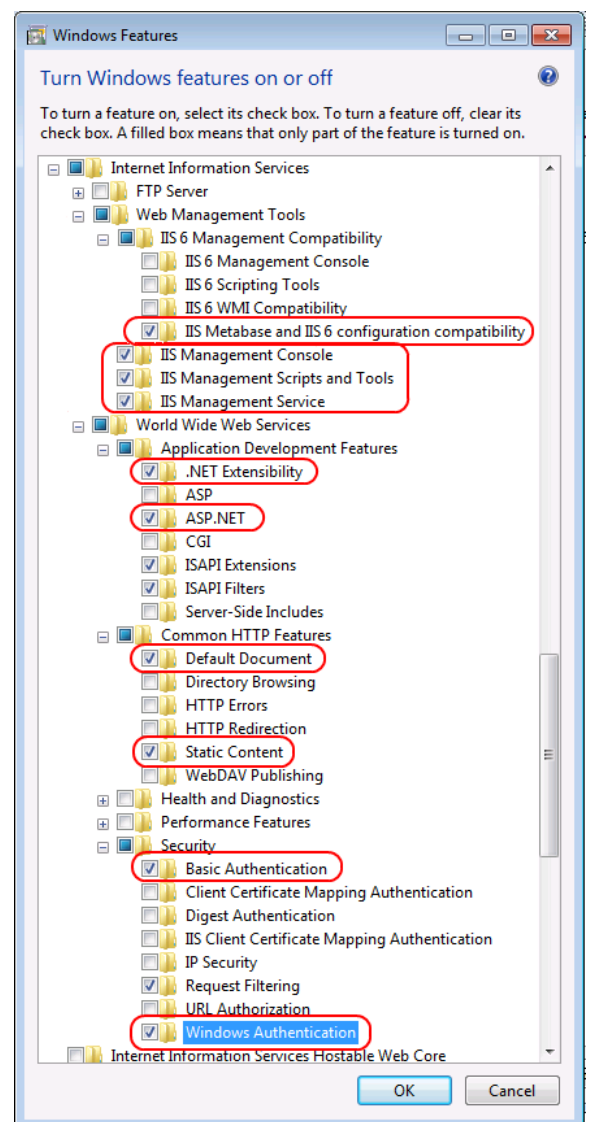 Windows Features
Turn Windows features on or off
To turn a feature on, select its check box. To turn a feature off, clear its
check box. A filled box means that only part of the feature is turned on.
Internet Information Services
FTP Server
Web Management Tools
IIS 6 Management Compatibility
IIS 6 Management Console
IIS 6 Scripting Tools
IIS 6 WMI Compatibility
IIS Metabase and IIS 6 configuration compatibility
IIS Management Console
IIS Management Scripts and Tools
IIS Management Service
World Wide Web Services
Application Development Features
.NET Extensibility
ASP
ASP.NET
CGI
ISAPI Extensions
ISAPI Filters
Server-Side Includes
Common HTTP Features
Default Document
Directory Browsing
HTTP Errors
HTTP Redirection
Static Content
WebDAV Publishing
Health and Diagnostics
Performance Features
Security
Basic Authentication
Client Certificate Mapping Authentication
Digest Authentication
IIS Client Certificate Mapping Authentication
IP Security
Request Filtering
URL Authorization
Windows Authentication
Internet Information Services Hostable Web Core
OK Cancel